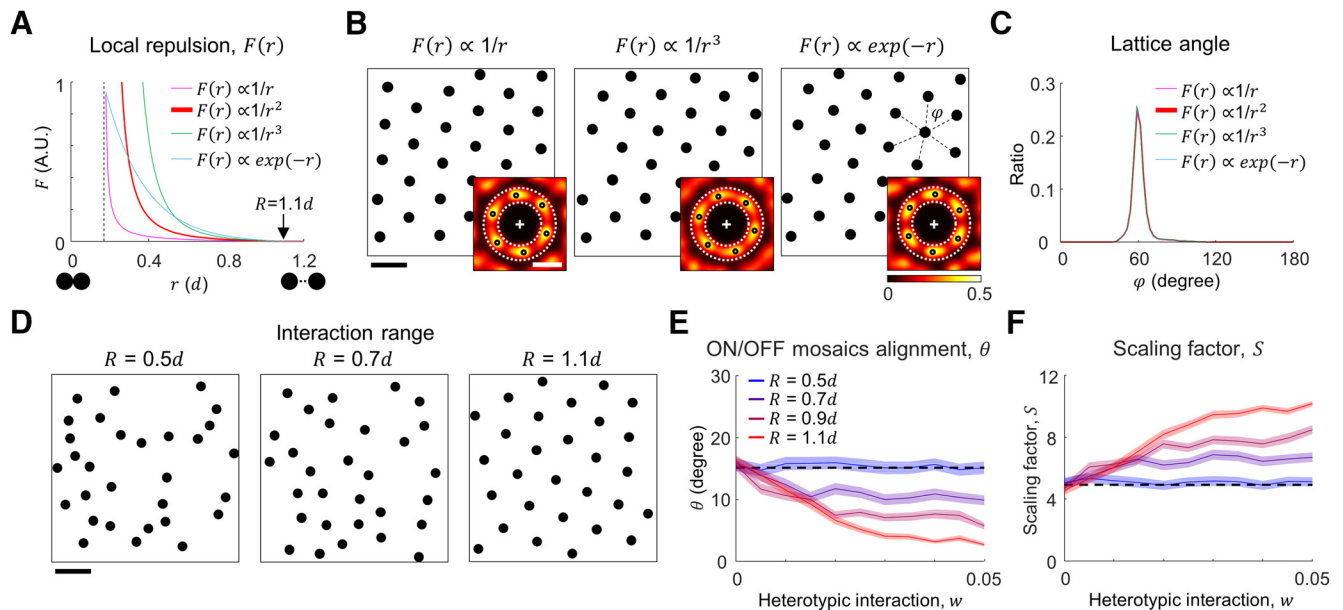 A
Local repulsion, F(r)
F(r) ∝1/r
F(r) ∝1/r²
F(r) ∝1/r³
F(r) ∝ exp(−r)
R=1.1d
F (A.U.)
1
0
0.4
0.8
1.2
r (d)
B
F(r) ∝ 1/r
F(r) ∝ 1/r³
F(r) ∝ exp(−r)
φ
0
0.5
C
Lattice angle
F(r) ∝1/r
F(r) ∝1/r²
F(r) ∝1/r³
F(r) ∝ exp(−r)
Ratio
0.3
0.2
0.1
0
0
60
120
180
φ (degree)
D
Interaction range
R = 0.5d
R = 0.7d
R = 1.1d
E
ON/OFF mosaics alignment, θ
R = 0.5d
R = 0.7d
R = 0.9d
R = 1.1d
θ (degree)
30
20
10
0
0
0.05
Heterotypic interaction, w
F
Scaling factor, S
Scaling factor, S
12
8
4
0
0
0.05
Heterotypic interaction, w